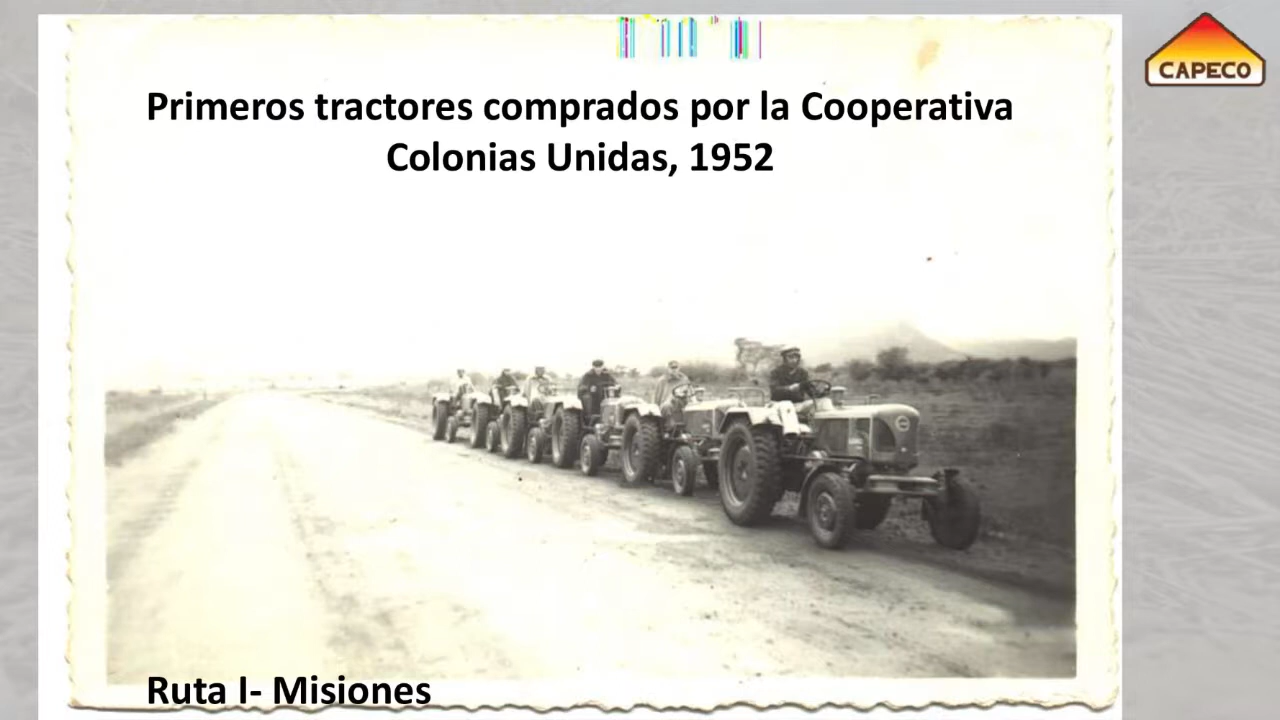 CAPECO
Primeros tractores comprados por la Cooperativa
Colonias Unidas, 1952
Ruta I- Misiones